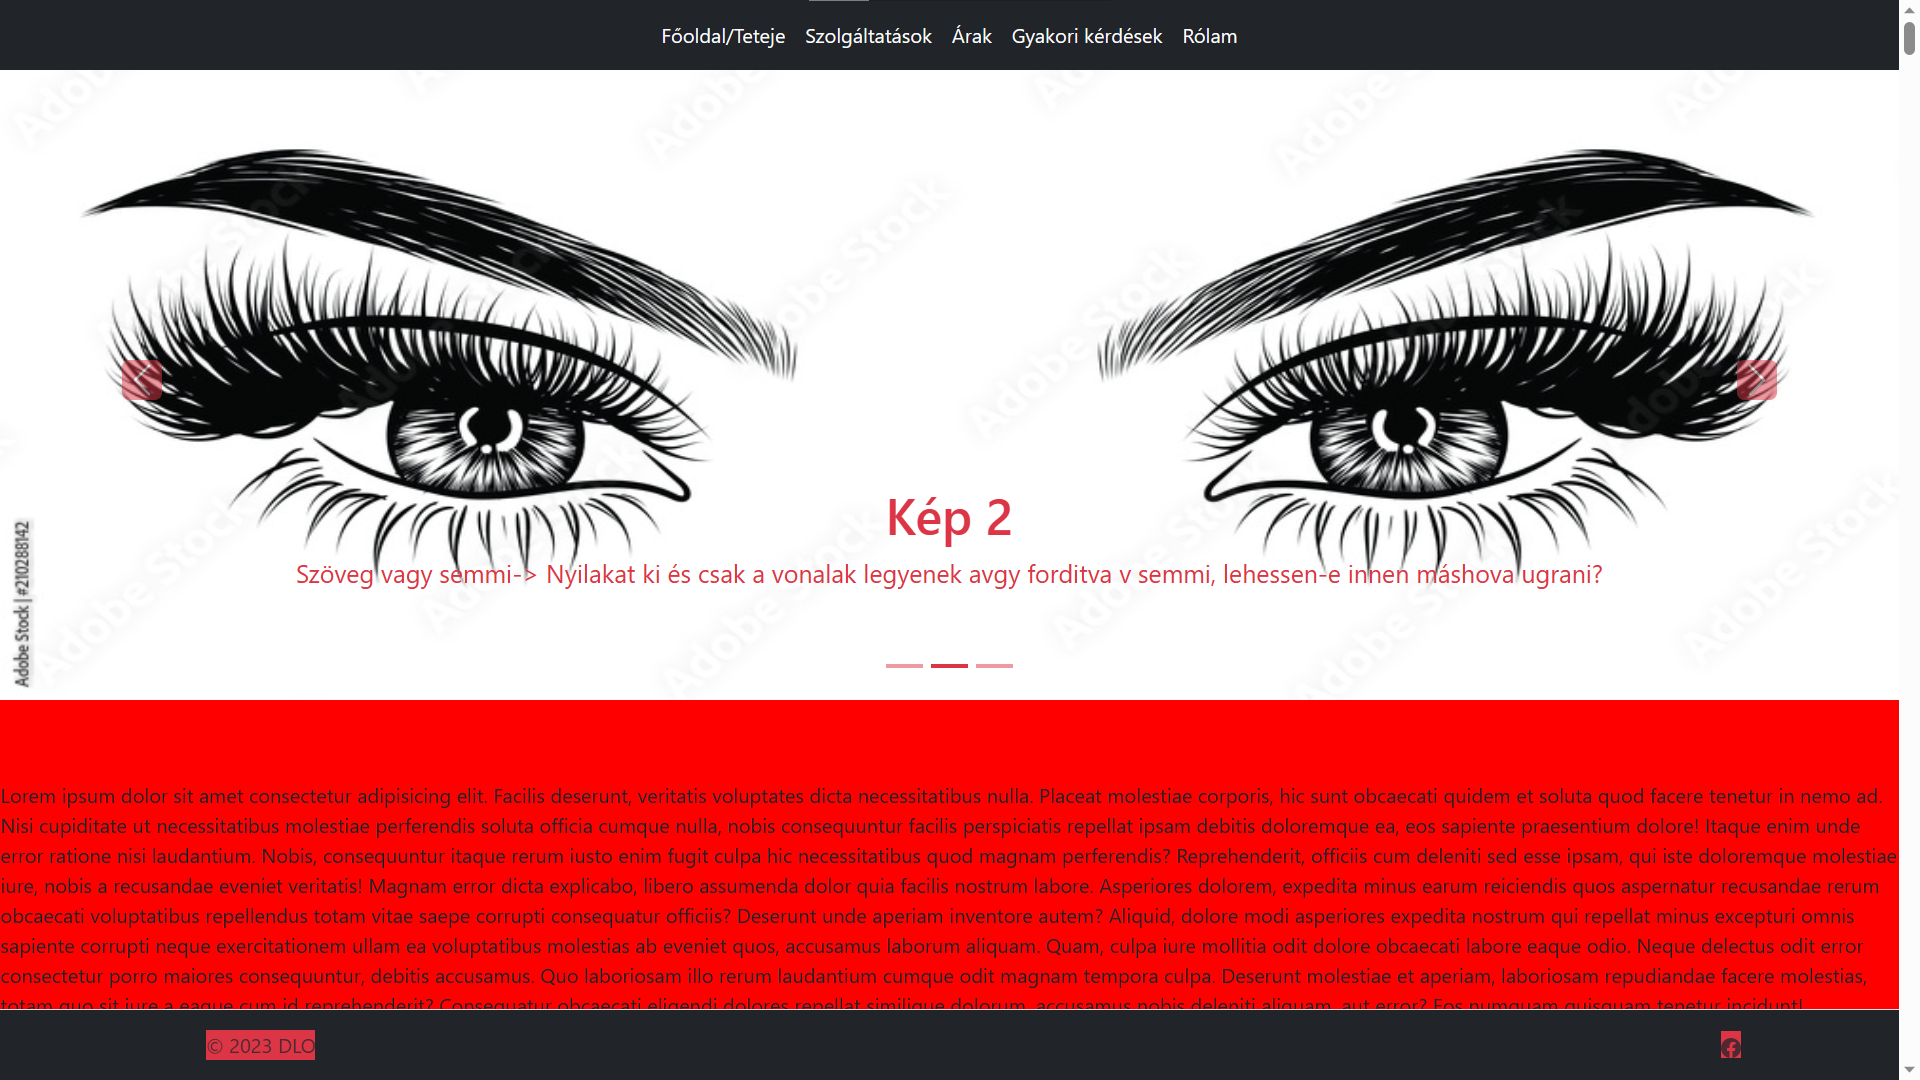 Főoldal/Teteje Szolgáltatások Árak Gyakori kérdések Rólam
Adobe Stock
Adobe Stock | #210288142
Kép 2
Szöveg vagy semmi-> Nyilakat ki és csak a vonalak legyenek avgy forditva v semmi, lehessen-e innen máshova ugrani?
Lorem ipsum dolor sit amet consectetur adipisicing elit. Facilis deserunt, veritatis voluptates dicta necessitatibus nulla. Placeat molestiae corporis, hic sunt obcaecati quidem et soluta quod facere tenetur in nemo ad.
Nisi cupiditate ut necessitatibus molestiae perferendis soluta officia cumque nulla, nobis consequuntur facilis perspiciatis repellat ipsam debitis doloremque ea, eos sapiente praesentium dolore! Itaque enim unde
error ratione nisi laudantium. Nobis, consequuntur itaque rerum iusto enim fugit culpa hic necessitatibus quod magnam perferendis? Reprehenderit, officiis cum deleniti sed esse ipsam, qui iste doloremque molestiae
iure, nobis a recusandae eveniet veritatis! Magnam error dicta explicabo, libero assumenda dolor quia facilis nostrum labore. Asperiores dolorem, expedita minus earum reiciendis quos aspernatur recusandae rerum
obcaecati voluptatibus repellendus totam vitae saepe corrupti consequatur officiis? Deserunt unde aperiam inventore autem? Aliquid, dolore modi asperiores expedita nostrum qui repellat minus excepturi omnis
sapiente corrupti neque exercitationem ullam ea voluptatibus molestias ab eveniet quos, accusamus laborum aliquam. Quam, culpa iure mollitia odit dolore obcaecati labore eaque odio. Neque delectus odit error
consectetur porro maiores consequuntur, debitis accusamus. Quo laboriosam illo rerum laudantium cumque odit magnam tempora culpa. Deserunt molestiae et aperiam, laboriosam repudiandae facere molestias,
totam quo sit iure a eaque cum id reprehenderit? Consequatur obcaecati eligendi dolores repellat similique dolorum, accusamus nobis deleniti aliquam, aut error? Eos numquam quisquam tenetur incidunt!
© 2023 DLO